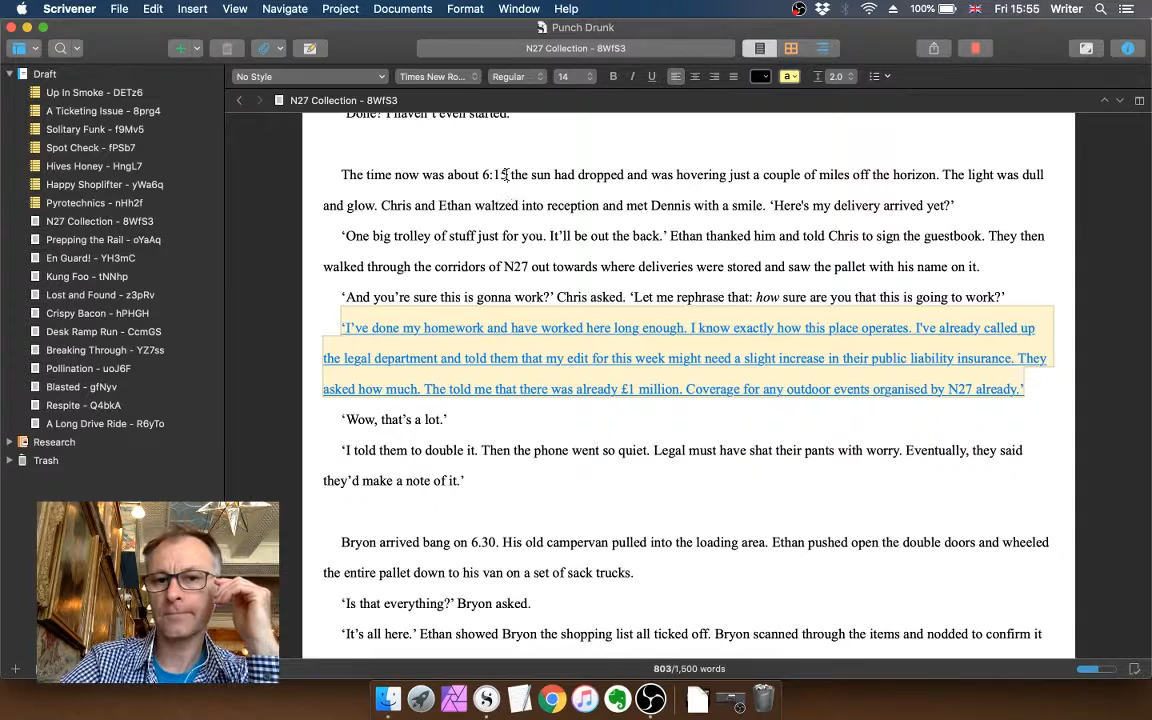 Scrivener File Edit Insert View Navigate Project Documents Format Window Help 100% Fri 15:55 Writer
Punch Drunk
N27 Collection - 8WfS3
No Style Times New Ro... Regular 14 B I U a 2.0
Draft
N27 Collection - 8WfS3
Up In Smoke - DETz6
A Ticketing Issue - 8prg4
Solitary Funk - f9Mv5
Spot Check - fPSb7
Hives Honey - HngL7
Happy Shoplifter - yWa6q
Pyrotechnics - nHh2f
N27 Collection - 8WfS3
Prepping the Rail - oYaAq
En Guard! - YH3mC
Kung Foo - tNNhp
Lost and Found - z3pRv
Crispy Bacon - hPHGH
Desk Ramp Run - CcmGS
Breaking Through - YZ7ss
Pollination - uoJ6F
Blasted - gfNyv
Respite - Q4bkA
A Long Drive Ride - R6yTo
Research
Trash
‘Done? I haven’t even started.
The time now was about 6:15 the sun had dropped and was hovering just a couple of miles off the horizon. The light was dull
and glow. Chris and Ethan waltzed into reception and met Dennis with a smile. ‘Here's my delivery arrived yet?’
‘One big trolley of stuff just for you. It’ll be out the back.’ Ethan thanked him and told Chris to sign the guestbook. They then
walked through the corridors of N27 out towards where deliveries were stored and saw the pallet with his name on it.
‘And you’re sure this is gonna work?’ Chris asked. ‘Let me rephrase that: how sure are you that this is going to work?’
‘I’ve done my homework and have worked here long enough. I know exactly how this place operates. I've already called up
the legal department and told them that my edit for this week might need a slight increase in their public liability insurance. They
asked how much. The told me that there was already £1 million. Coverage for any outdoor events organised by N27 already.’
‘Wow, that’s a lot.’
‘I told them to double it. Then the phone went so quiet. Legal must have shat their pants with worry. Eventually, they said
they’d make a note of it.’
Bryon arrived bang on 6.30. His old campervan pulled into the loading area. Ethan pushed open the double doors and wheeled
the entire pallet down to his van on a set of sack trucks.
‘Is that everything?’ Bryon asked.
‘It’s all here.’ Ethan showed Bryon the shopping list all ticked off. Bryon scanned through the items and nodded to confirm it
803/1,500 words